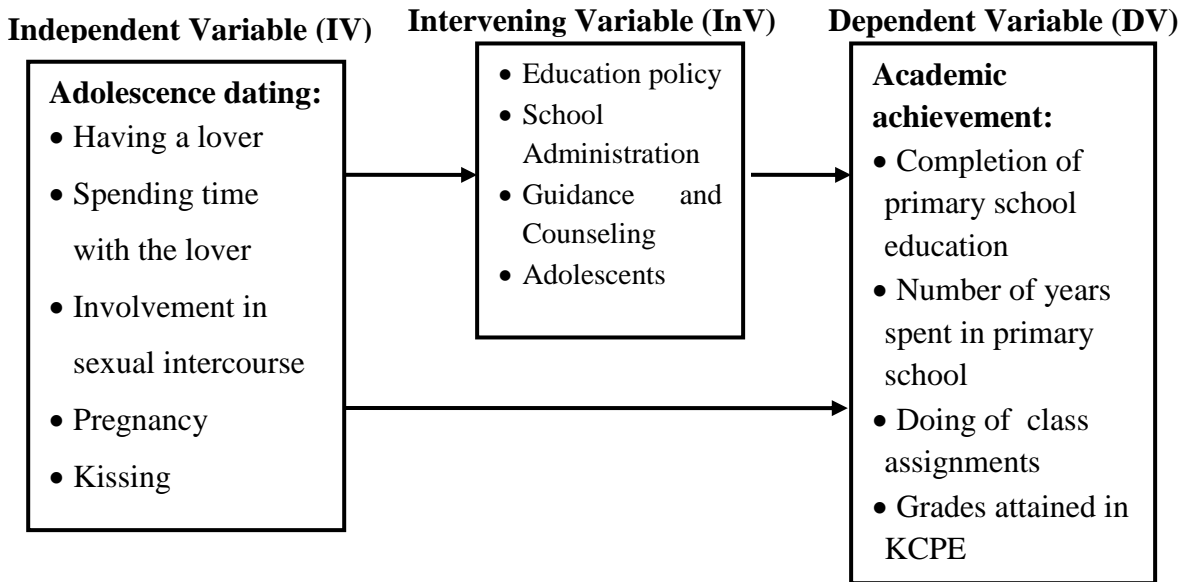 Independent Variable (IV)
Adolescence dating:
• Having a lover
• Spending time
with the lover
• Involvement in
sexual intercourse
• Pregnancy
• Kissing
Intervening Variable (InV)
• Education policy
• School
Administration
• Guidance and
Counseling
• Adolescents
Dependent Variable (DV)
Academic
achievement:
• Completion of
primary school
education
• Number of years
spent in primary
school
• Doing of class
assignments
• Grades attained in
KCPE